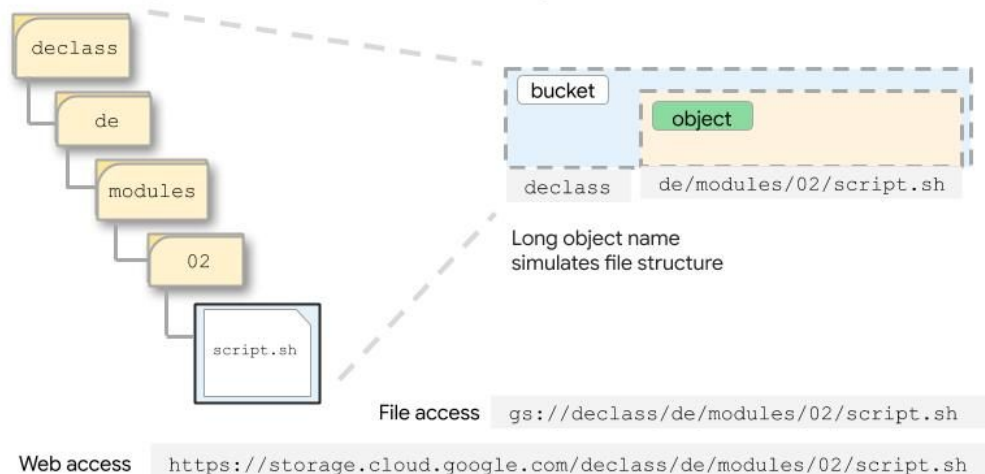 declass
de
modules
02
script.sh
bucket
object
declass
de/modules/02/script.sh
Long object name
simulates file structure
File access gs://declass/de/modules/02/script.sh
Web access https://storage.cloud.google.com/declass/de/modules/02/script.sh